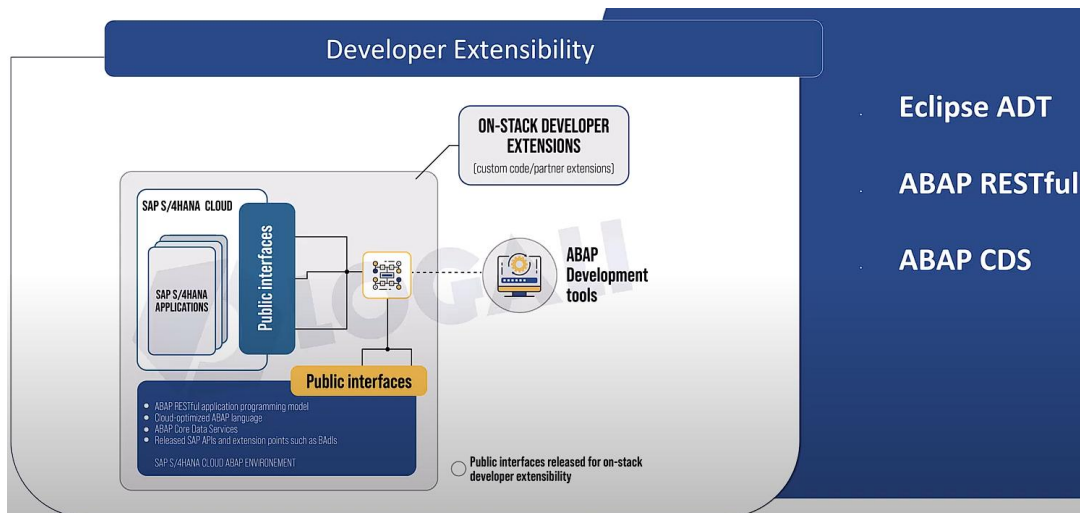 Developer Extensibility
Eclipse ADT
ABAP RESTful
ABAP CDS
ON-STACK DEVELOPER
EXTENSIONS
[custom code/partner extensions]
SAP S/4HANA CLOUD
SAP S/4HANA
APPLICATIONS
Public interfaces
ABAP
Development
tools
Public interfaces
ABAP RESTful application programming model
Cloud-optimized ABAP language
ABAP Core Data Services
Released SAP APIs and extension points such as BAdIs
SAP S/4HANA CLOUD ABAP ENVIRONEMENT
Public interfaces released for on-stack
developer extensibility
LOGALI